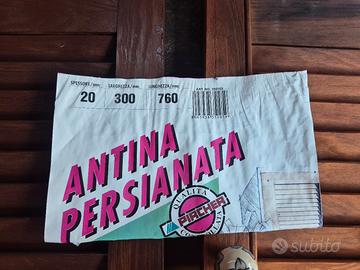 SPESSORE/mm. LARGHEZZA/mm. LUNGHEZZA/mm.
20 300 760
ANTINA
PERSIANATA
QUALITÀ
PIRCHER
subito